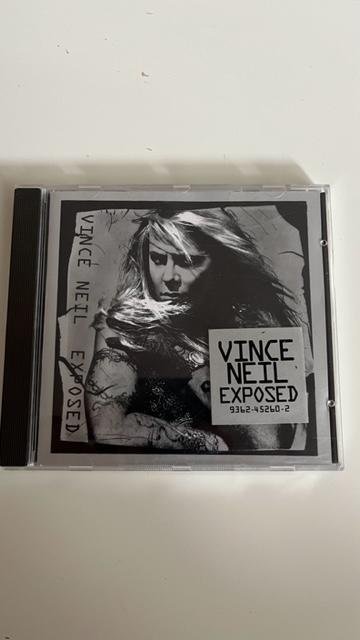 VINCE NEIL EXPOSED
VINCE
NEIL
EXPOSED
9362-45260-2